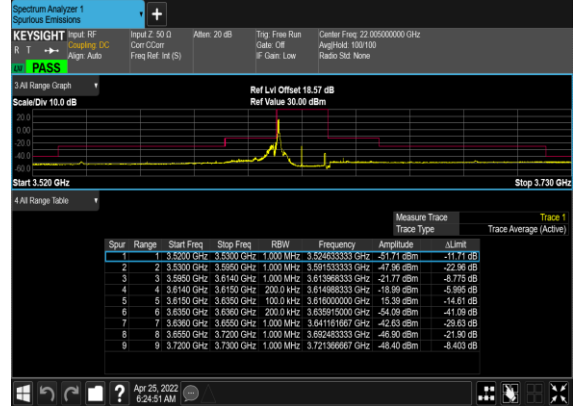 Spectrum Analyzer 1
Spurious Emissions
KEYSIGHT Input: RF Input Z: 50 Ω Atten: 20 dB Trig: Free Run Center Freq: 22.005000000 GHz
R T Coupling: DC Corr CCorr Gate: Off Avg|Hold: 100/100
Align: Auto Freq Ref: Int (S) IF Gain: Low Radio Std: None
PASS
3 All Range Graph
Ref Lvl Offset 18.57 dB
Scale/Div 10.0 dB Ref Value 30.00 dBm
20.0
0.00
-20.0
-40.0
-60.0
Start 3.520 GHz Stop 3.730 GHz
4 All Range Table
Measure Trace Trace 1
Trace Type Trace Average (Active)
Spur Range Start Freq Stop Freq RBW Frequency Amplitude ΔLimit
1 1 3.5200 GHz 3.5300 GHz 1.000 MHz 3.524633333 GHz -51.71 dBm -11.71 dB
2 2 3.5300 GHz 3.5950 GHz 1.000 MHz 3.591533333 GHz -47.96 dBm -22.96 dB
3 3 3.5950 GHz 3.6140 GHz 1.000 MHz 3.613968333 GHz -21.77 dBm -8.775 dB
4 4 3.6140 GHz 3.6150 GHz 200.0 kHz 3.614988333 GHz -18.99 dBm -5.995 dB
5 5 3.6150 GHz 3.6350 GHz 100.0 kHz 3.616000000 GHz 15.39 dBm -14.61 dB
6 6 3.6350 GHz 3.6360 GHz 200.0 kHz 3.635915000 GHz -54.09 dBm -41.09 dB
7 7 3.6360 GHz 3.6550 GHz 1.000 MHz 3.641161667 GHz -42.63 dBm -29.63 dB
8 8 3.6550 GHz 3.7200 GHz 1.000 MHz 3.692483333 GHz -46.90 dBm -21.90 dB
9 9 3.7200 GHz 3.7300 GHz 1.000 MHz 3.721366667 GHz -48.40 dBm -8.403 dB
Apr 25, 2022
6:24:51 AM